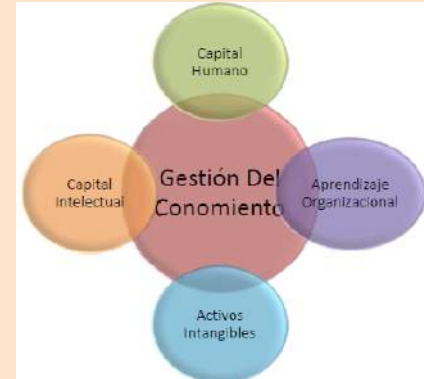 Capital
Humano
Capital
Intelectual
Gestión Del
Conomiento
Aprendizaje
Organizacional
Activos
Intangibles